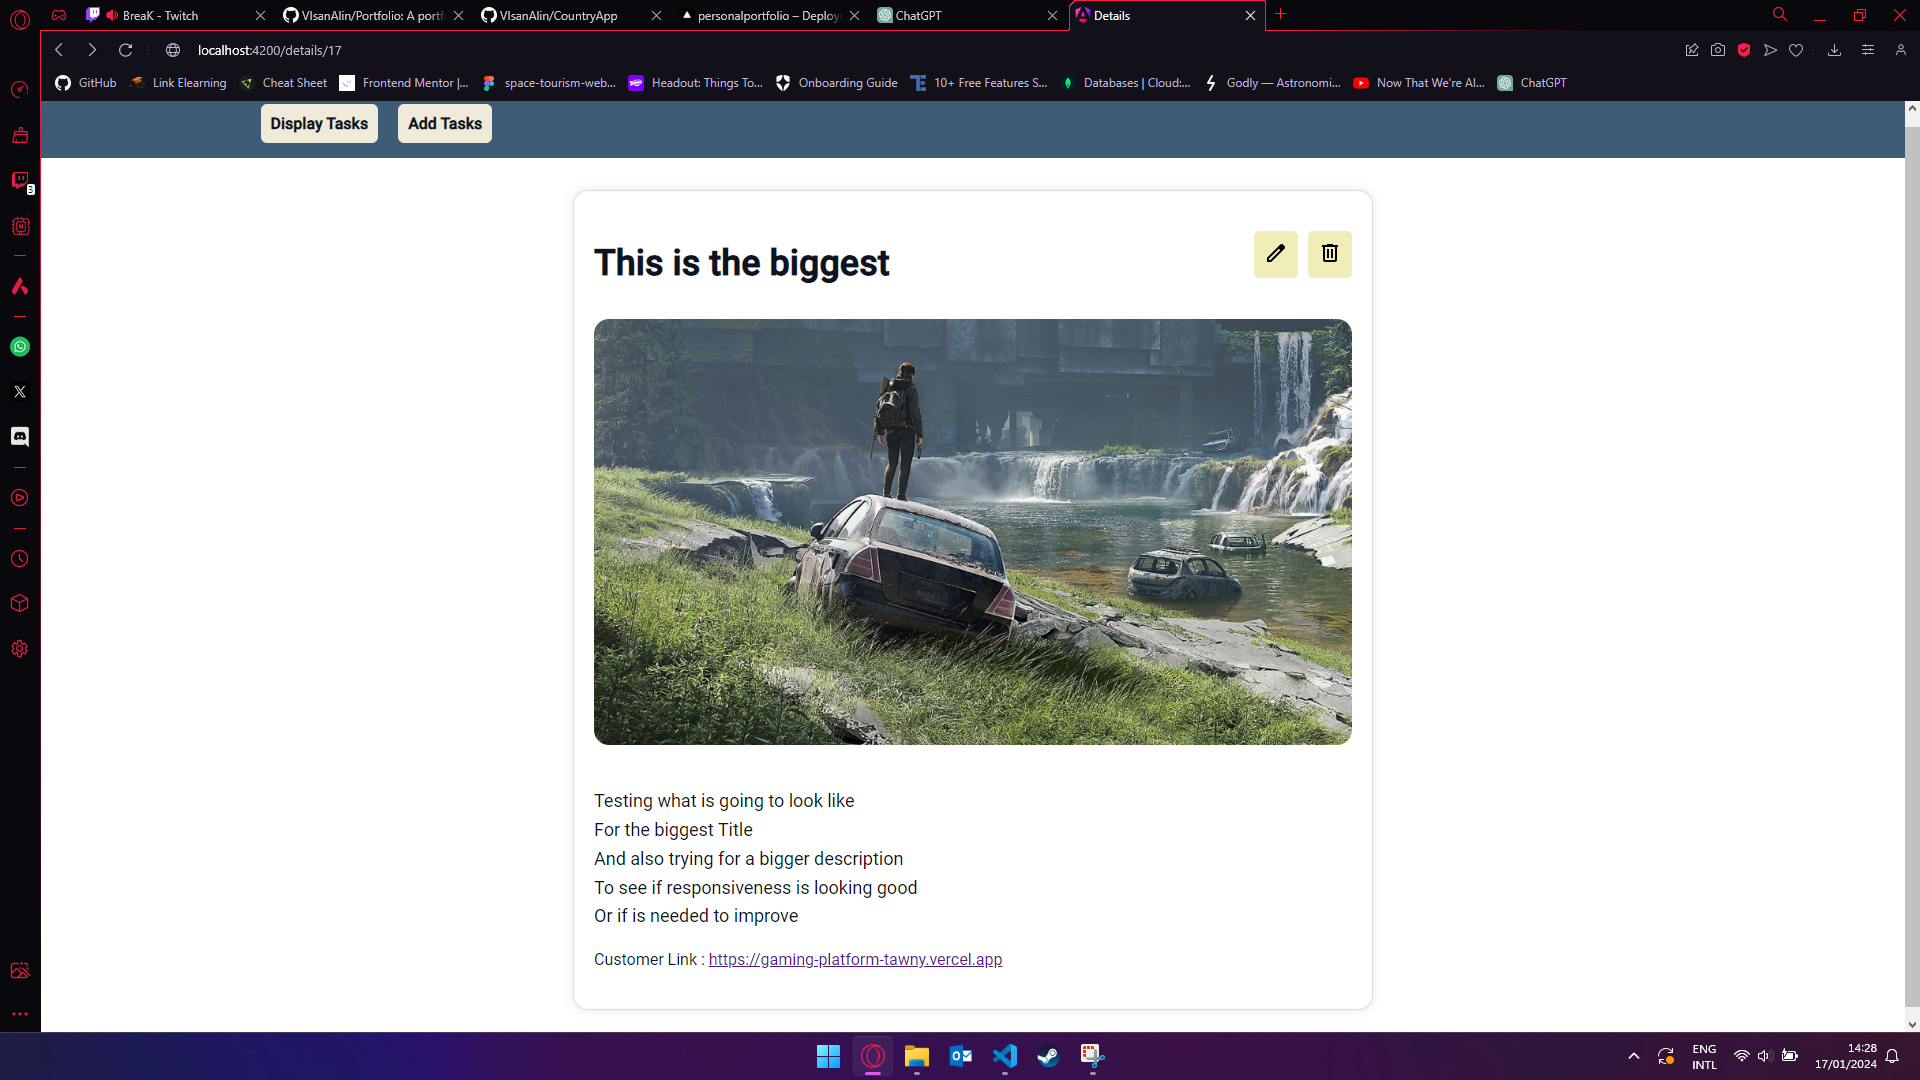 BreaK - Twitch
VIsanAlin/Portfolio: A portf
VIsanAlin/CountryApp
personalportfolio – Deploym
ChatGPT
Details
localhost:4200/details/17
GitHub
Link Elearning
Cheat Sheet
Frontend Mentor |...
space-tourism-web...
Headout: Things To...
Onboarding Guide
10+ Free Features S...
Databases | Cloud:...
Godly — Astronomi...
Now That We're Al...
ChatGPT
Display Tasks
Add Tasks
3
This is the biggest
Testing what is going to look like
For the biggest Title
And also trying for a bigger description
To see if responsiveness is looking good
Or if is needed to improve
Customer Link : https://gaming-platform-tawny.vercel.app
ENG
INTL
14:28
17/01/2024